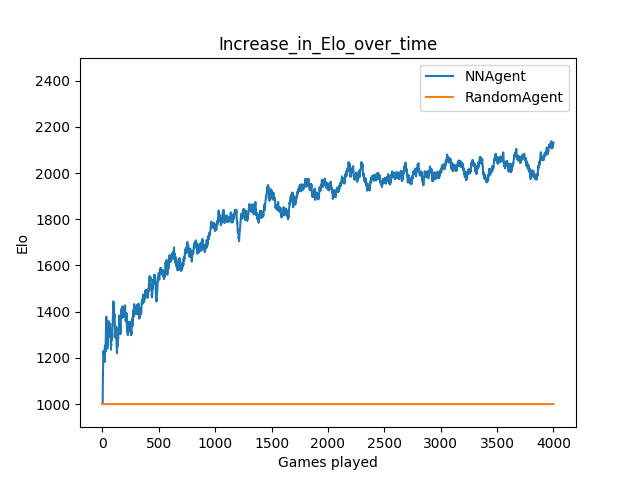 Increase_in_Elo_over_time
NNAgent
RandomAgent
2400
2200
2000
1800
1600
1400
1200
1000
Elo
0 500 1000 1500 2000 2500 3000 3500 4000
Games played